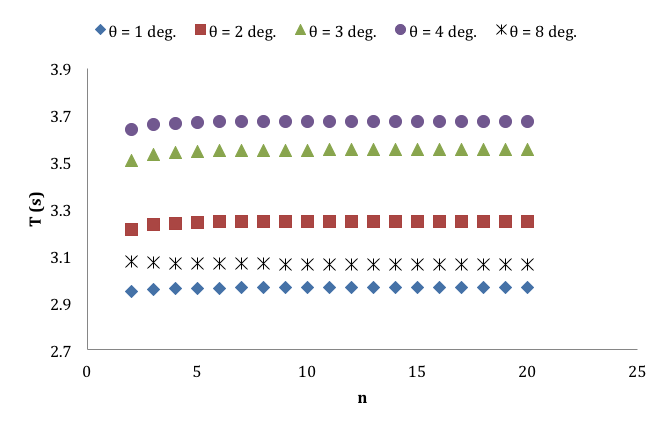 θ = 1 deg. θ = 2 deg. θ = 3 deg. θ = 4 deg. θ = 8 deg.
3.9
3.7
3.5
3.3
3.1
2.9
2.7
T (s)
0 5 10 15 20 25
n